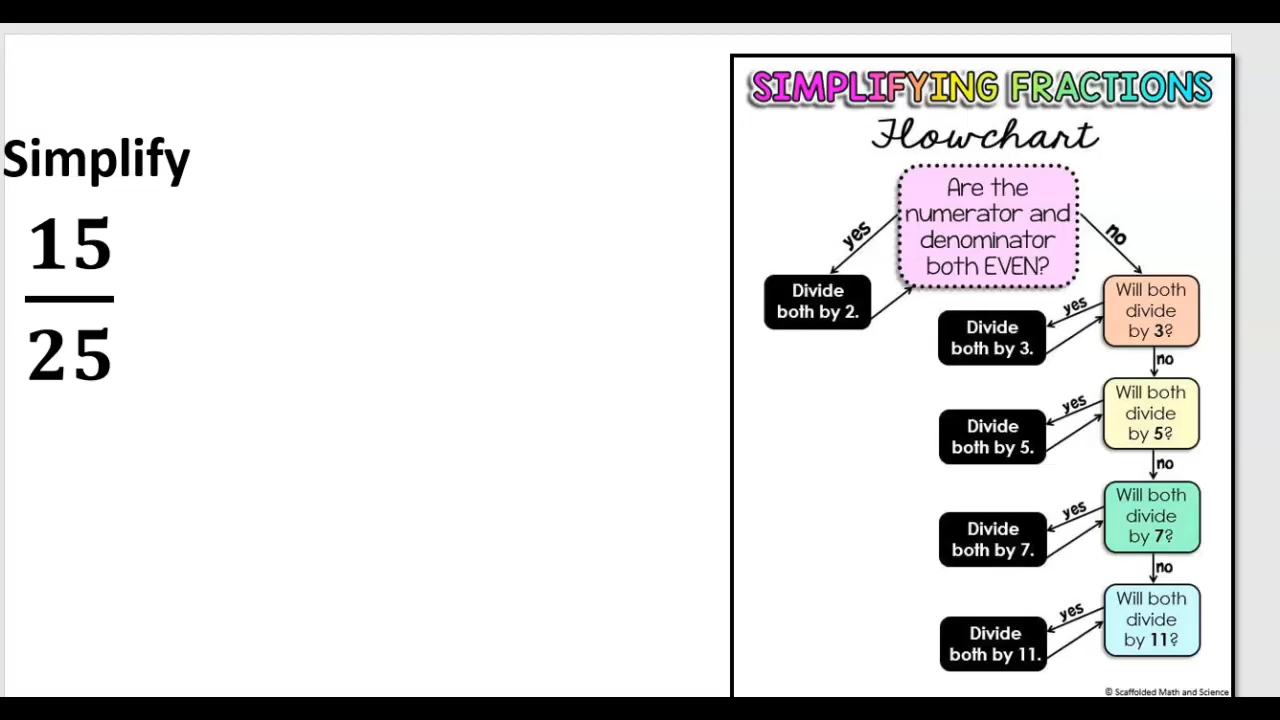 Simplify
15
25
SIMPLIFYING FRACTIONS
Flowchart
Are the
numerator and
denominator
both EVEN?
yes
no
Divide
both by 2.
Will both
divide
by 3?
yes
Divide
both by 3.
no
Will both
divide
by 5?
yes
Divide
both by 5.
no
Will both
divide
by 7?
yes
Divide
both by 7.
no
Will both
divide
by 11?
yes
Divide
both by 11.
© Scaffolded Math and Science